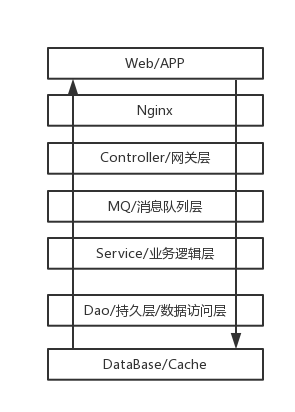 Web/APP
Nginx
Controller/网关层
MQ/消息队列层
Service/业务逻辑层
Dao/持久层/数据访问层
DataBase/Cache